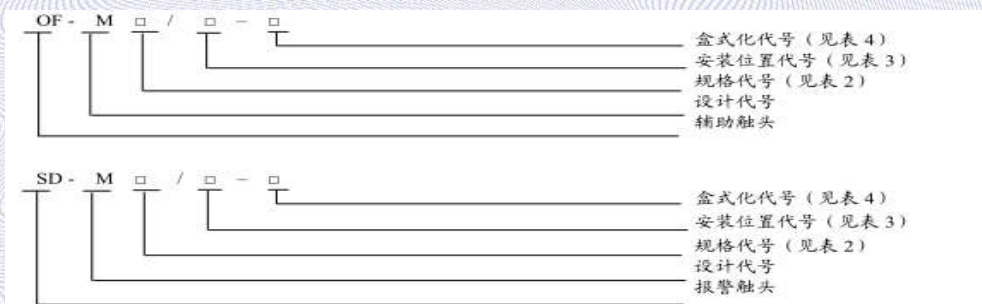 OF - M □ / □ - □
盒式化代号（见表4）
安装位置代号（见表3）
规格代号（见表2）
设计代号
辅助触头
SD - M □ / □ - □
盒式化代号（见表4）
安装位置代号（见表3）
规格代号（见表2）
设计代号
报警触头